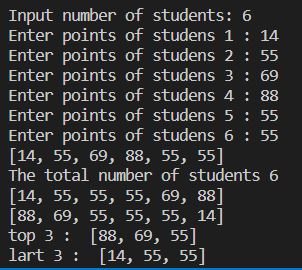 Input number of students: 6
Enter points of studens 1 : 14
Enter points of studens 2 : 55
Enter points of studens 3 : 69
Enter points of studens 4 : 88
Enter points of studens 5 : 55
Enter points of studens 6 : 55
[14, 55, 69, 88, 55, 55]
The total number of students 6
[14, 55, 55, 55, 69, 88]
[88, 69, 55, 55, 55, 14]
top 3 :  [88, 69, 55]
lart 3 :  [14, 55, 55]